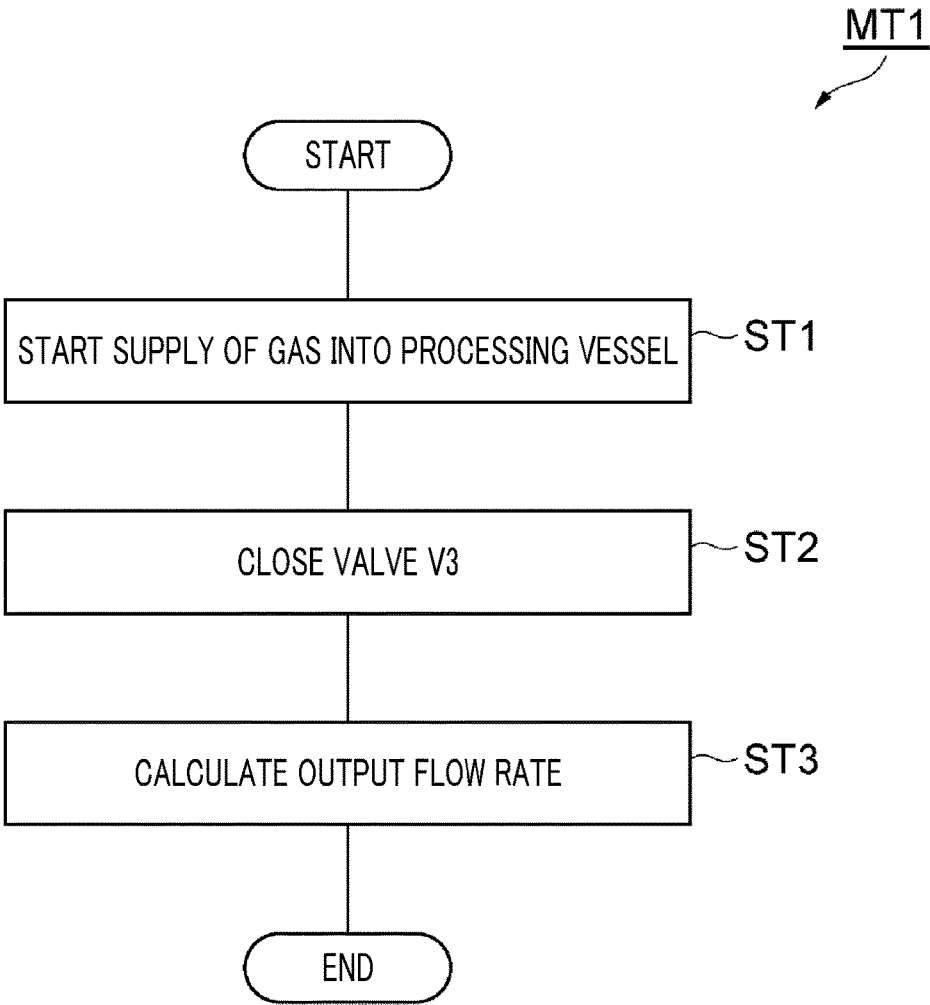 MT1
START
START SUPPLY OF GAS INTO PROCESSING VESSEL
ST1
CLOSE VALVE V3
ST2
CALCULATE OUTPUT FLOW RATE
ST3
END